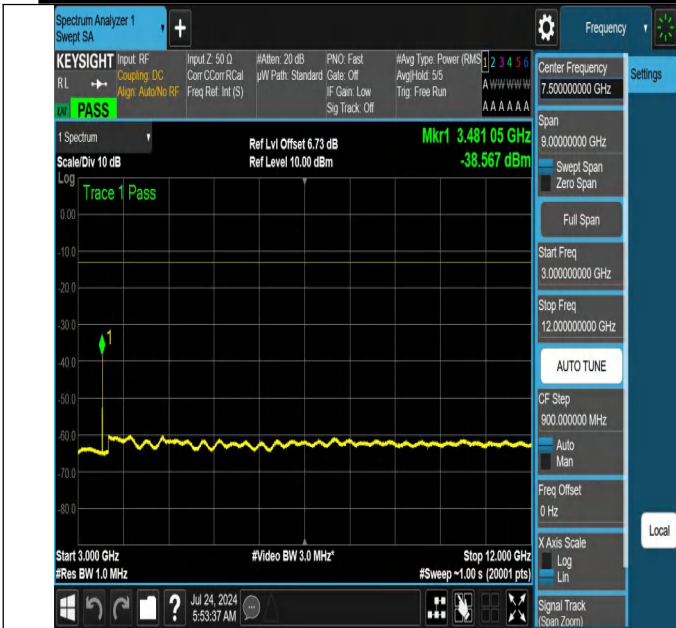 Spectrum Analyzer 1
Swept SA
+
Frequency
KEYSIGHT
RL
Input: RF
Coupling: DC
Align: Auto/No RF
Input Z: 50 Ω
Corr CCorr RCal
Freq Ref: Int (S)
#Atten: 20 dB
µW Path: Standard
PNO: Fast
Gate: Off
IF Gain: Low
Sig Track: Off
#Avg Type: Power (RMS
Avg|Hold: 5/5
Trig: Free Run
1 2 3 4 5 6
A W W W W W
A A A A A A
PASS
1 Spectrum
Scale/Div 10 dB
Ref Lvl Offset 6.73 dB
Ref Level 10.00 dBm
Mkr1 3.481 05 GHz
-38.567 dBm
Log
Trace 1 Pass
0.00
-10.0
-20.0
-30.0
1
-40.0
-50.0
-60.0
-70.0
-80.0
Start 3.000 GHz
#Res BW 1.0 MHz
#Video BW 3.0 MHz*
Stop 12.000 GHz
#Sweep ~1.00 s (20001 pts)
Center Frequency
7.500000000 GHz
Settings
Span
9.00000000 GHz
Swept Span
Zero Span
Full Span
Start Freq
3.000000000 GHz
Stop Freq
12.000000000 GHz
AUTO TUNE
CF Step
900.000000 MHz
Auto
Man
Freq Offset
0 Hz
Local
X Axis Scale
Log
Lin
Signal Track
(Span Zoom)
?
Jul 24, 2024
5:53:37 AM